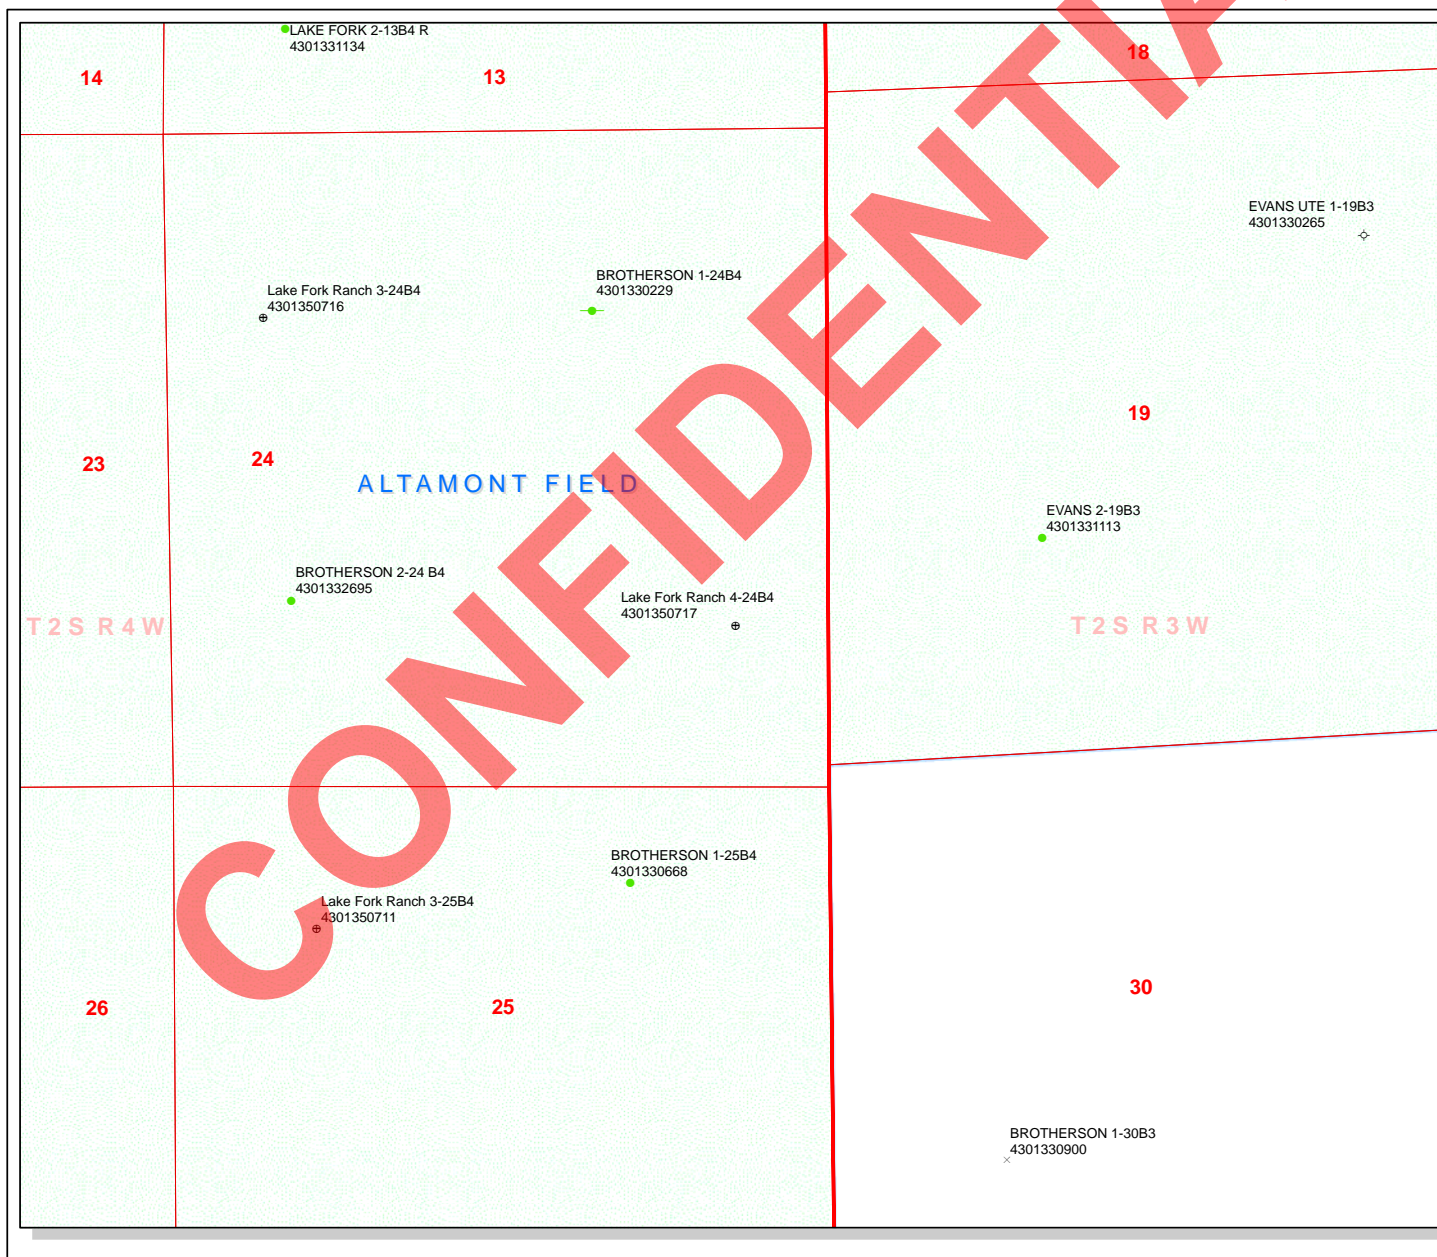 LAKE FORK 2-13B4 R
4301331134
14
13
18
EVANS UTE 1-19B3
4301330265
BROTHERSON 1-24B4
4301330229
Lake Fork Ranch 3-24B4
4301350716
19
23
24
ALTAMONT FIELD
EVANS 2-19B3
4301331113
BROTHERSON 2-24 B4
4301332695
Lake Fork Ranch 4-24B4
4301350717
T2S R4W
T2S R3W
BROTHERSON 1-25B4
4301330668
Lake Fork Ranch 3-25B4
4301350711
26
25
30
BROTHERSON 1-30B3
4301330900
CONFIDENTIA